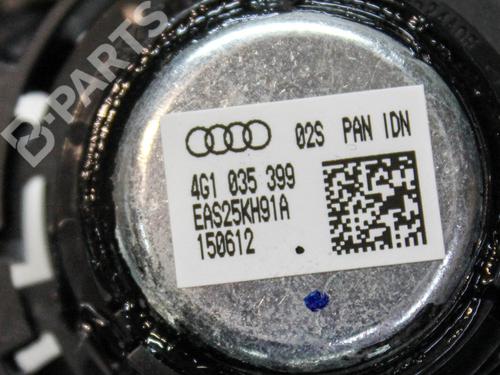 B-PARTS
02S PAN IDN
4G1 035 399
EAS25KH91A
150612